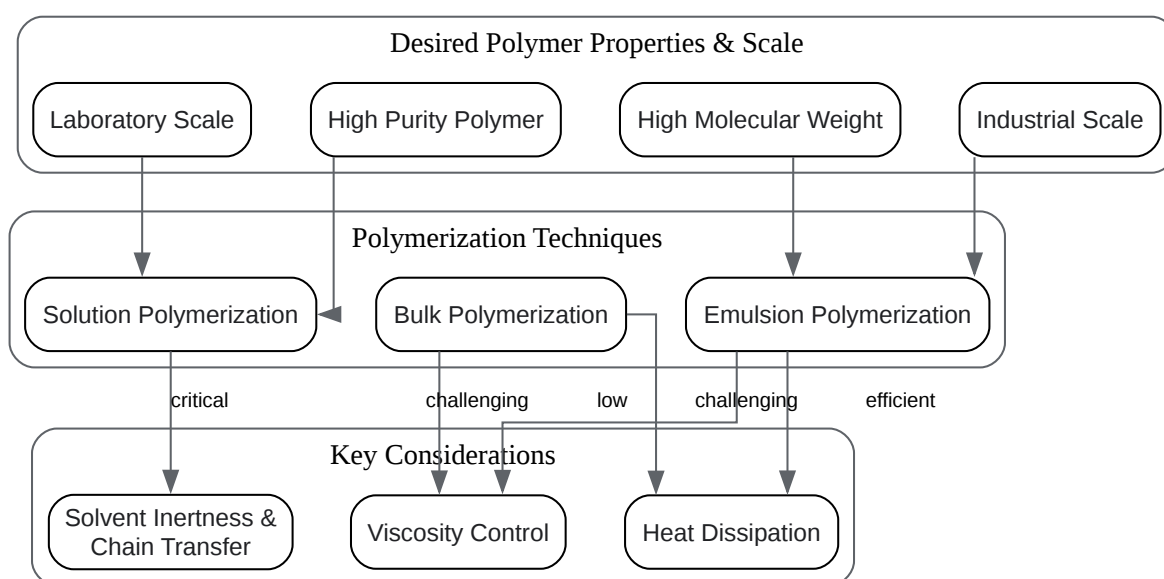 Desired Polymer Properties & Scale
Laboratory Scale
High Purity Polymer
High Molecular Weight
Industrial Scale
Polymerization Techniques
Solution Polymerization
Bulk Polymerization
Emulsion Polymerization
critical
challenging
low
challenging
efficient
Key Considerations
Solvent Inertness &
Chain Transfer
Viscosity Control
Heat Dissipation